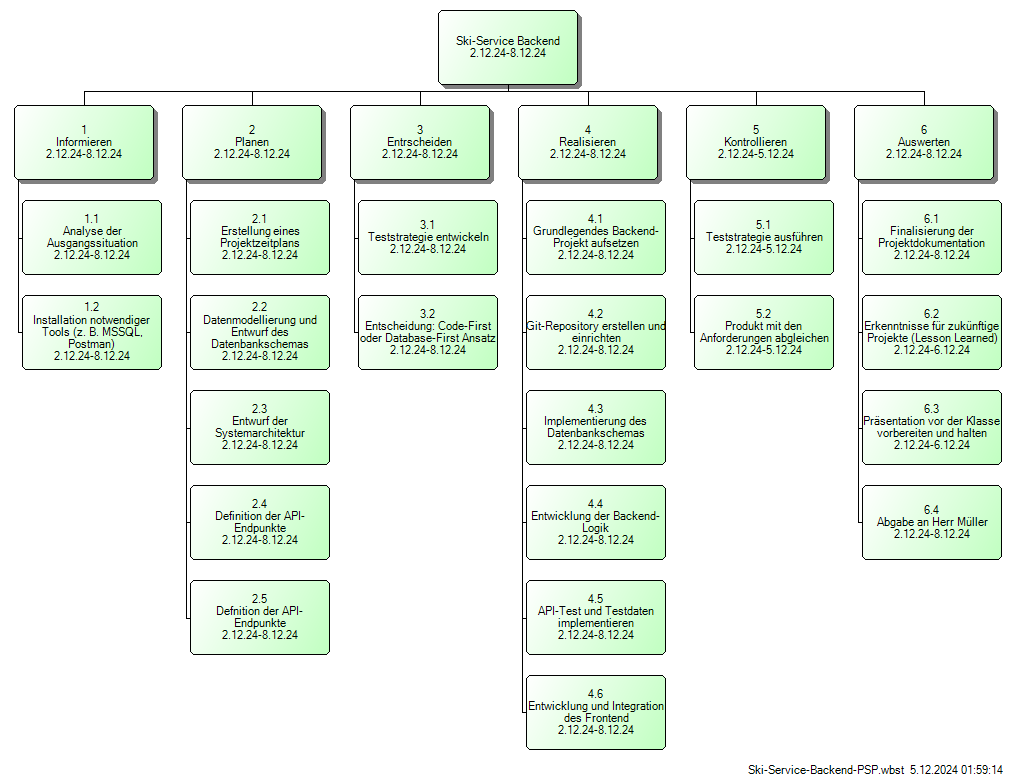 Ski-Service Backend
2.12.24-8.12.24
1
Informieren
2.12.24-8.12.24
2
Planen
2.12.24-8.12.24
3
Entrscheiden
2.12.24-8.12.24
4
Realisieren
2.12.24-8.12.24
5
Kontrollieren
2.12.24-5.12.24
6
Auswerten
2.12.24-8.12.24
1.1
Analyse der
Ausgangssituation
2.12.24-8.12.24
1.2
Installation notwendiger
Tools (z. B. MSSQL,
Postman)
2.12.24-8.12.24
2.1
Erstellung eines
Projektzeitplans
2.12.24-8.12.24
2.2
Datenmodellierung und
Entwurf des
Datenbankschemas
2.12.24-8.12.24
2.3
Entwurf der
Systemarchitektur
2.12.24-8.12.24
2.4
Definition der API-
Endpunkte
2.12.24-8.12.24
2.5
Defnition der API-
Endpunkte
2.12.24-8.12.24
3.1
Teststrategie entwickeln
2.12.24-8.12.24
3.2
Entscheidung: Code-First
oder Database-First Ansatz
2.12.24-8.12.24
4.1
Grundlegendes Backend-
Projekt aufsetzen
2.12.24-8.12.24
4.2
Git-Repository erstellen und
einrichten
2.12.24-8.12.24
4.3
Implementierung des
Datenbankschemas
2.12.24-8.12.24
4.4
Entwicklung der Backend-
Logik
2.12.24-8.12.24
4.5
API-Test und Testdaten
implementieren
2.12.24-8.12.24
4.6
Entwicklung und Integration
des Frontend
2.12.24-8.12.24
5.1
Teststrategie ausführen
2.12.24-5.12.24
5.2
Produkt mit den
Anforderungen abgleichen
2.12.24-5.12.24
6.1
Finalisierung der
Projektdokumentation
2.12.24-8.12.24
6.2
Erkenntnisse für zukünftige
Projekte (Lesson Learned)
2.12.24-6.12.24
6.3
Präsentation vor der Klasse
vorbereiten und halten
2.12.24-6.12.24
6.4
Abgabe an Herr Müller
2.12.24-8.12.24
Ski-Service-Backend-PSP.wbst 5.12.2024 01:59:14